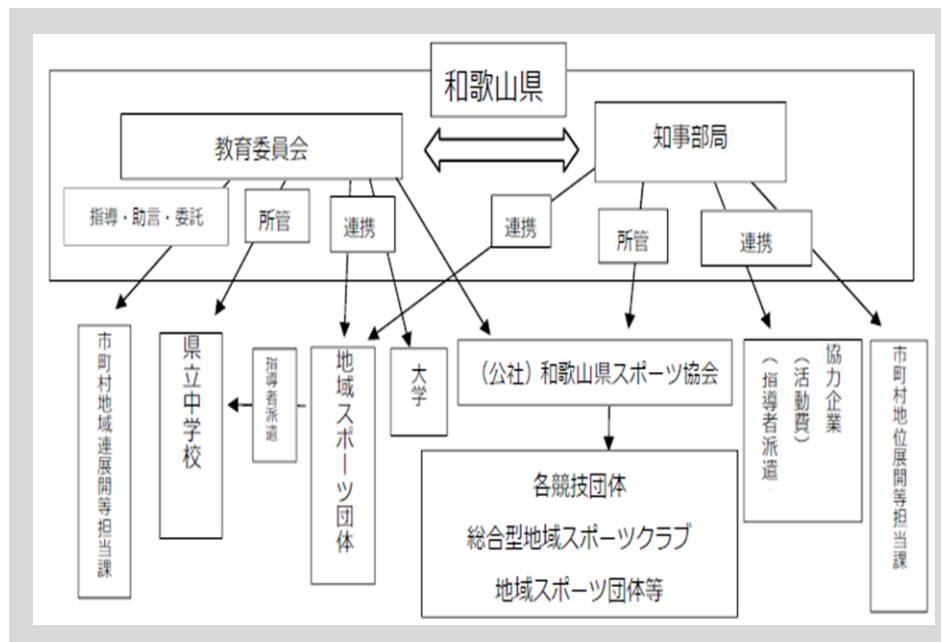 和歌山県
教育委員会
知事部局
指導・助言・委託
所管
連携
連携
所管
連携
市町村地域連展開等担当課
県立中学校
指導者派遣
地域スポーツ団体
大学
(公社)和歌山県スポーツ協会
各競技団体
総合型地域スポーツクラブ
地域スポーツ団体等
協力企業
(活動費)
(指導者派遣
市町村地位展開等担当課